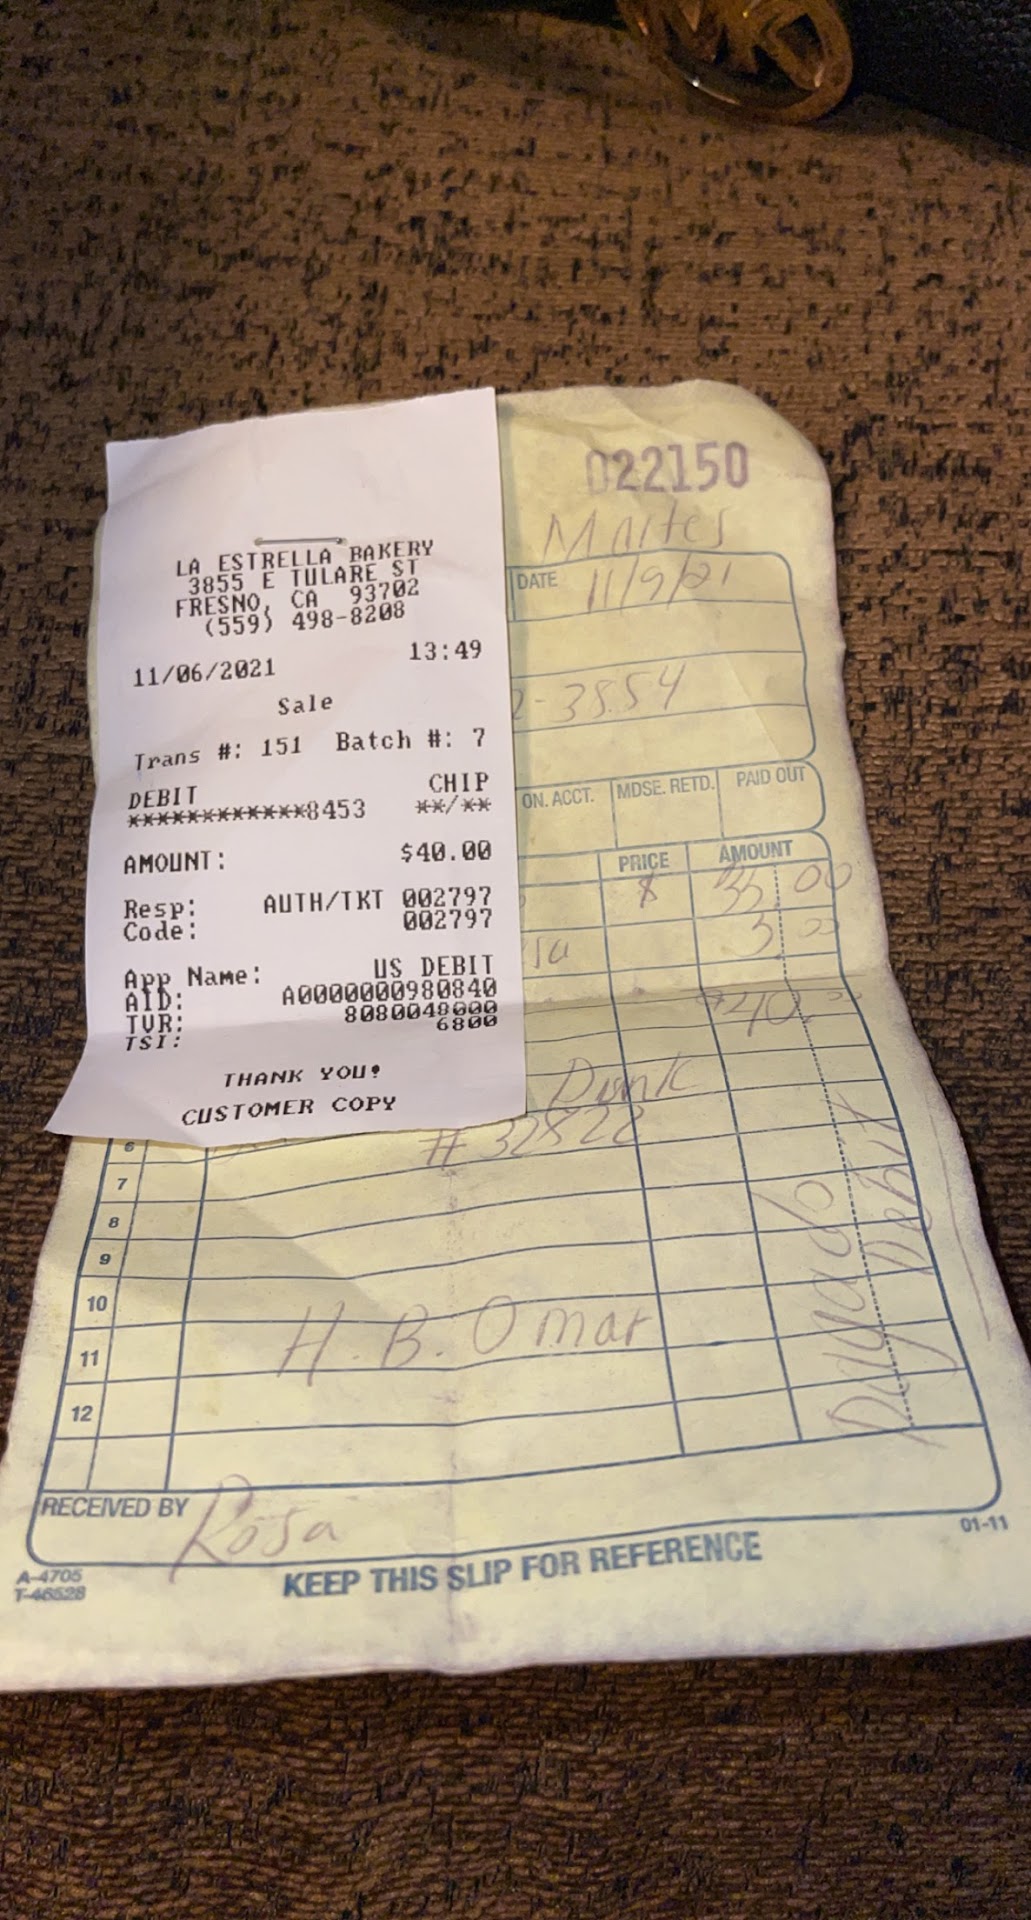 022150
Martes
DATE 11/9/21
2-3854
ON. ACCT. MDSE. RETD. PAID OUT
PRICE AMOUNT
$ 35.00
sa 3.00
$40.00
Dunk
#32822
6
7
8
9
10
H.B. Omar
11
12
Pagado
Debit
RECEIVED BY Rosa
01-11
A-4705
T-46528
KEEP THIS SLIP FOR REFERENCE
LA ESTRELLA BAKERY
3855 E TULARE ST
FRESNO, CA 93702
(559) 498-8208
11/06/2021 13:49
Sale
Trans #: 151 Batch #: 7
DEBIT CHIP
************8453 **/**
AMOUNT: $40.00
Resp: AUTH/TKT 002797
Code: 002797
App Name: US DEBIT
AID: A0000000980840
TVR: 8080048000
TSI: 6800
THANK YOU!
CUSTOMER COPY